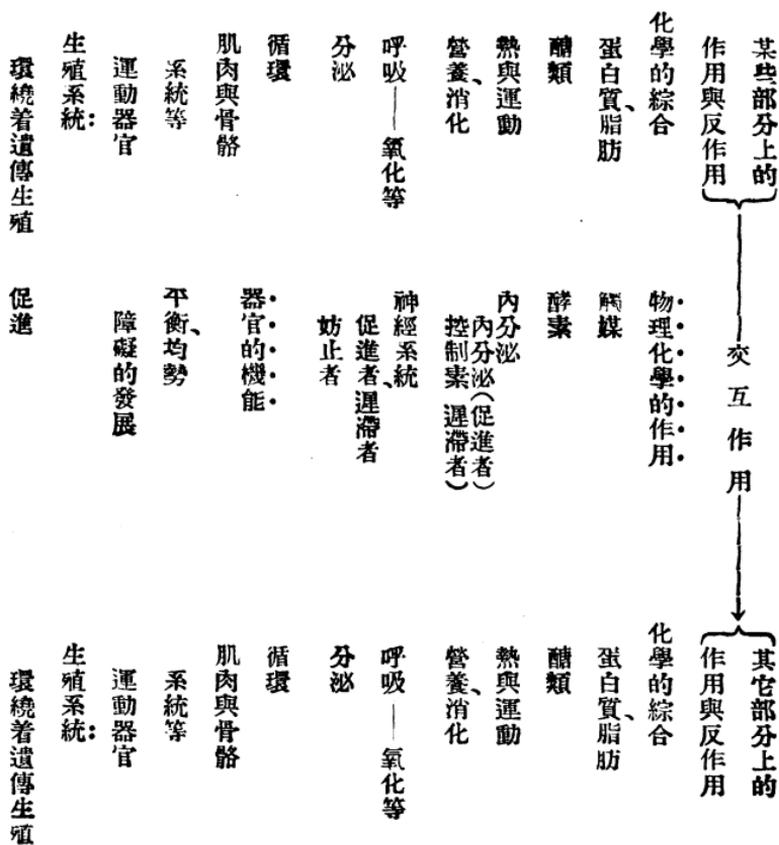 某些部分上的
作用與反作用
交互作用
其它部分上的
作用與反作用
化學的綜合
物理化學的作用
化學的綜合
蛋白質、脂肪
觸媒
蛋白質、脂肪
醣類
酵素
醣類
熱與運動
內分泌
熱與運動
內分泌(促進者)
營養、消化
控制素 遲滯者)
營養、消化
呼吸——氧化等
神經系統
呼吸——氧化等
促進者、遲滯者
分泌
妨止者
分泌
循環
循環
器官的機能
肌肉與骨骼
肌肉與骨骼
系統等
平衡、均勢
系統等
運動器官
障礙的發展
運動器官
生殖系統:
生殖系統:
環繞着遺傳生殖
促進
環繞着遺傳生殖